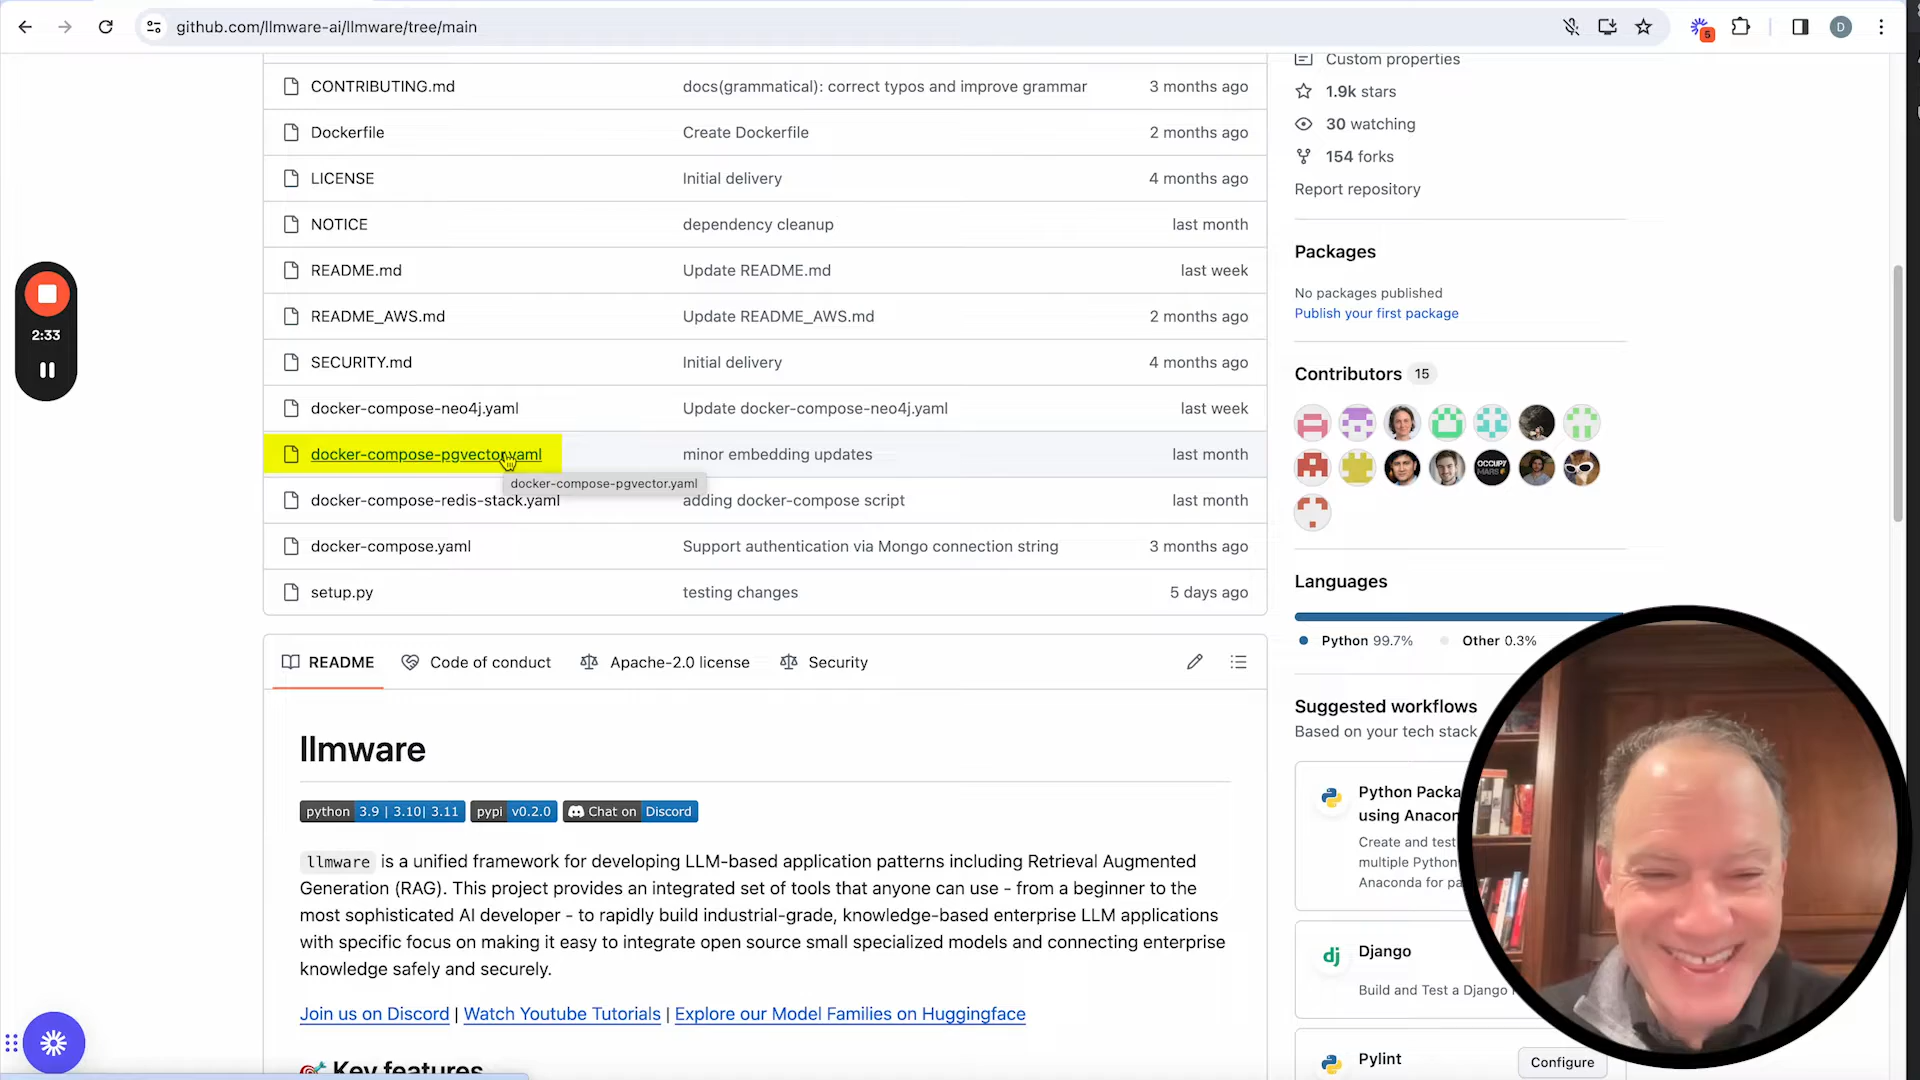 github.com/llmware-ai/llmware/tree/main
5
D
CONTRIBUTING.md docs(grammatical): correct typos and improve grammar 3 months ago
Dockerfile Create Dockerfile 2 months ago
LICENSE Initial delivery 4 months ago
NOTICE dependency cleanup last month
README.md Update README.md last week
README_AWS.md Update README_AWS.md 2 months ago
SECURITY.md Initial delivery 4 months ago
docker-compose-neo4j.yaml Update docker-compose-neo4j.yaml last week
docker-compose-pgvector.yaml minor embedding updates last month
docker-compose-pgvector.yaml
docker-compose-redis-stack.yaml adding docker-compose script last month
docker-compose.yaml Support authentication via Mongo connection string 3 months ago
setup.py testing changes 5 days ago
2:33
README Code of conduct Apache-2.0 license Security
llmware
python 3.9 | 3.10| 3.11 pypi v0.2.0 Chat on Discord
llmware is a unified framework for developing LLM-based application patterns including Retrieval Augmented
Generation (RAG). This project provides an integrated set of tools that anyone can use - from a beginner to the
most sophisticated AI developer - to rapidly build industrial-grade, knowledge-based enterprise LLM applications
with specific focus on making it easy to integrate open source small specialized models and connecting enterprise
knowledge safely and securely.
Join us on Discord | Watch Youtube Tutorials | Explore our Model Families on Huggingface
Key features
Custom properties
1.9k stars
30 watching
154 forks
Report repository
Packages
No packages published
Publish your first package
Contributors 15
OCCUPY
MARS
Languages
Python 99.7% Other 0.3%
Suggested workflows
Based on your tech stack
Python Packa
using Anacon
Create and test
multiple Python
Anaconda for pa
dj
Django
Build and Test a Django
Pylint
Configure